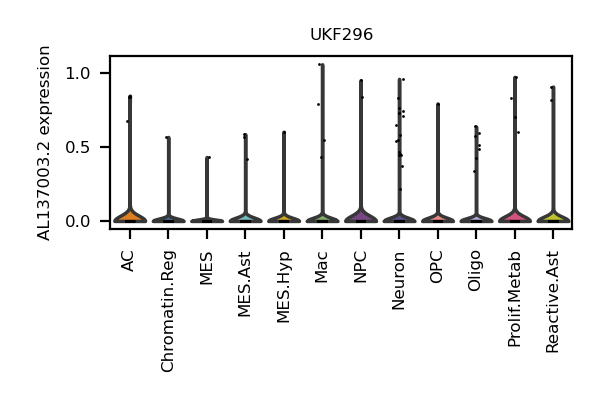 UKF296
AL137003.2 expression
1.0
0.5
0.0
AC
Chromatin.Reg
MES
MES.Ast
MES.Hyp
Mac
NPC
Neuron
OPC
Oligo
Prolif.Metab
Reactive.Ast